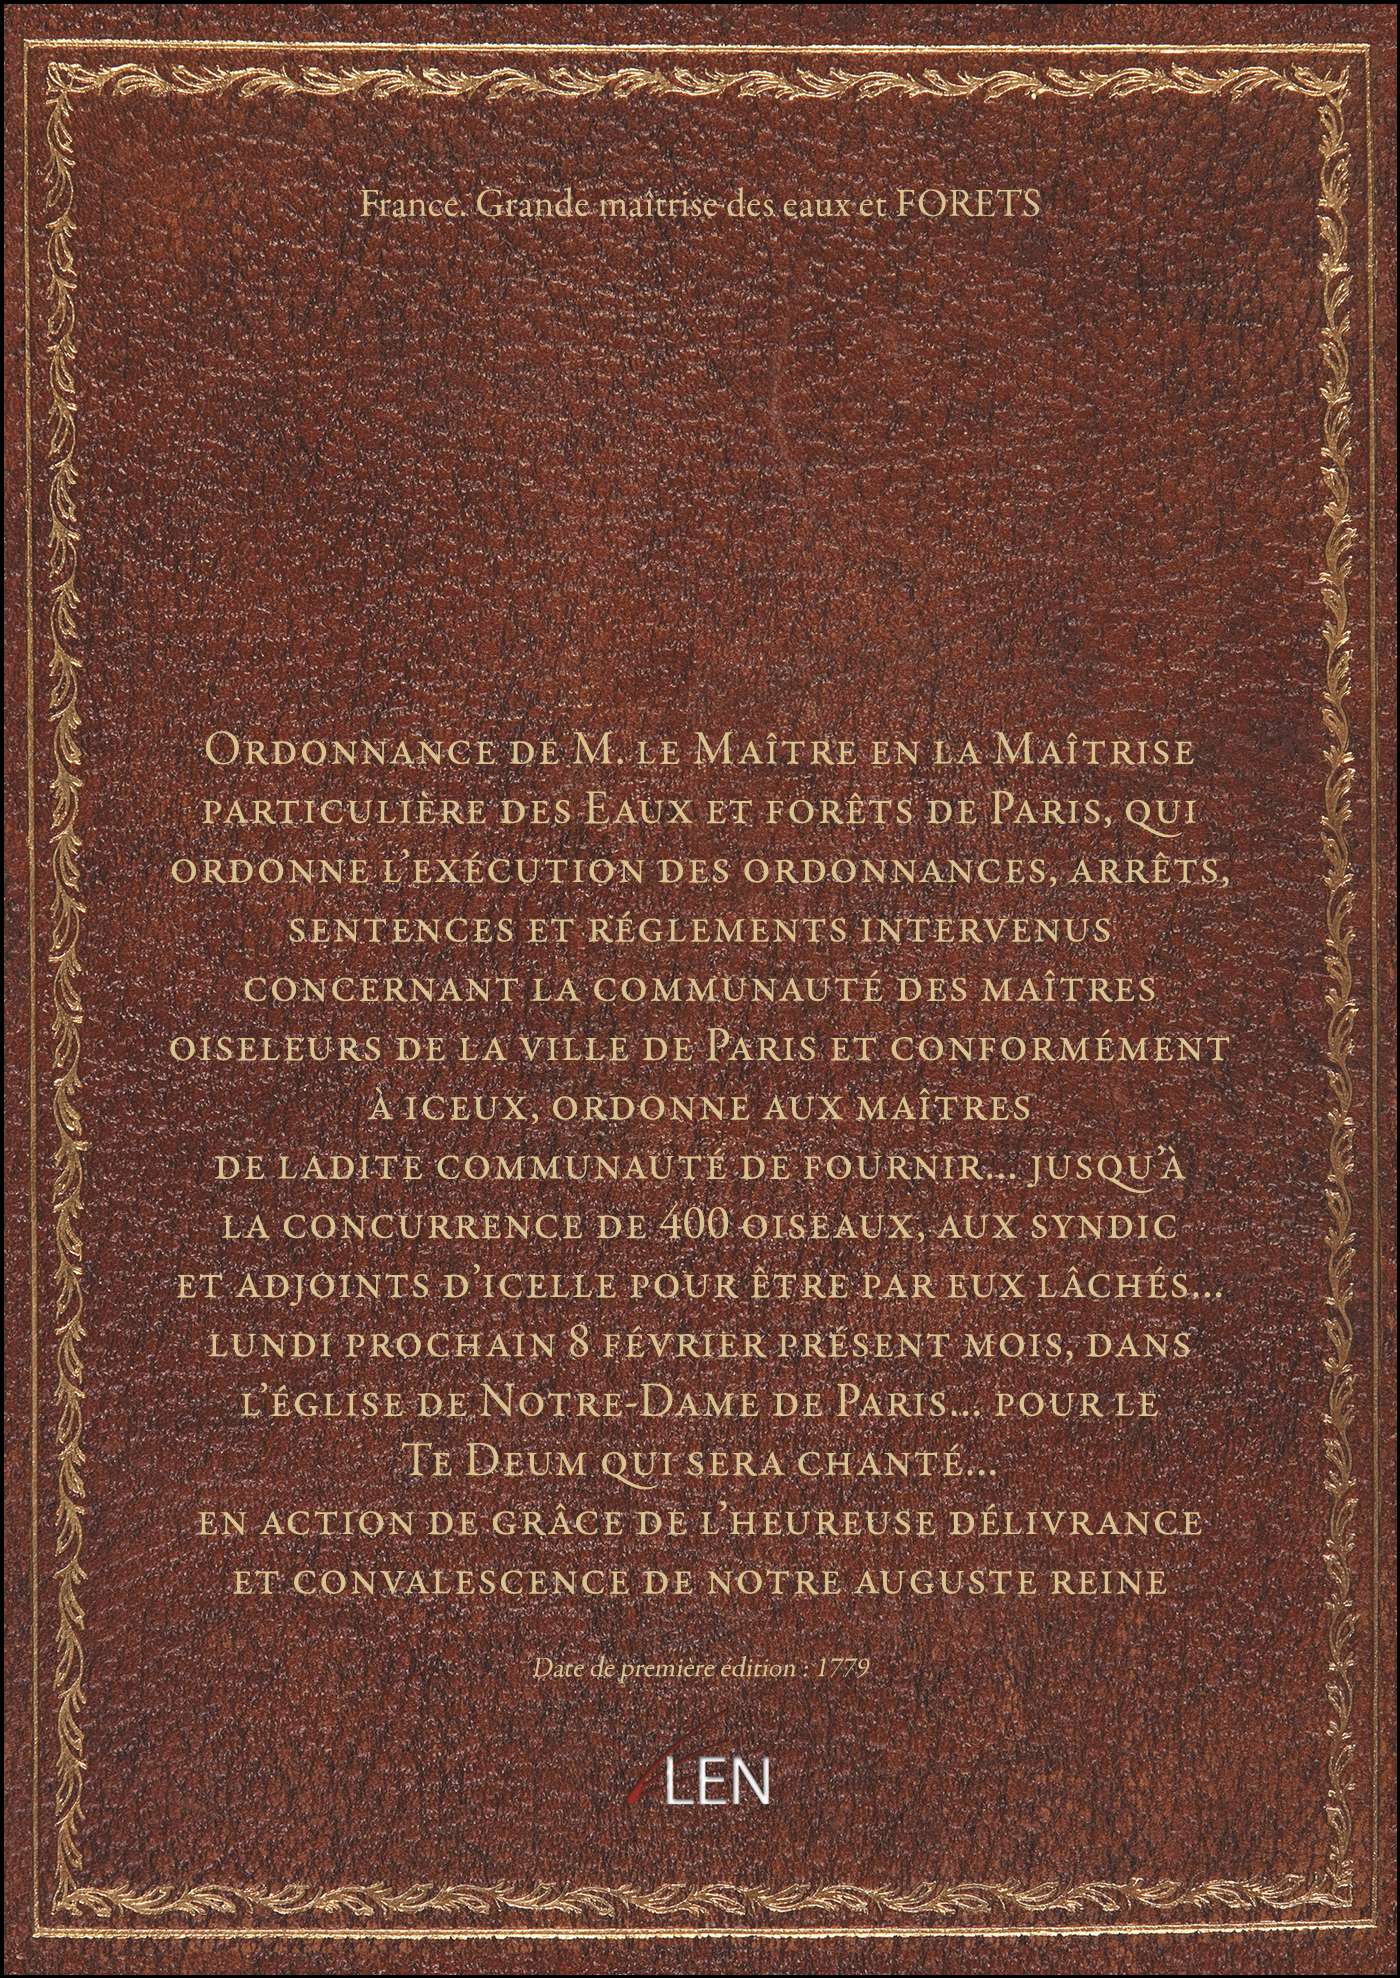 France. Grande maîtrise des eaux et FORETS
Ordonnance de M. le Maître en la Maîtrise
particulière des Eaux et forêts de Paris, qui
ordonne l'exécution des ordonnances, arrêts,
sentences et réglements intervenus
concernant la communauté des maîtres
oiseleurs de la ville de Paris et conformément
à iceux, ordonne aux maîtres
de ladite communauté de fournir... jusqu'à
la concurrence de 400 oiseaux, aux syndic
et adjoints d'icelle pour être par eux lâchés...
lundi prochain 8 février présent mois, dans
l'église de Notre-Dame de Paris... pour le
Te Deum qui sera chanté...
en action de grâce de l'heureuse délivrance
et convalescence de notre auguste reine
Date de première édition : 1779
LEN